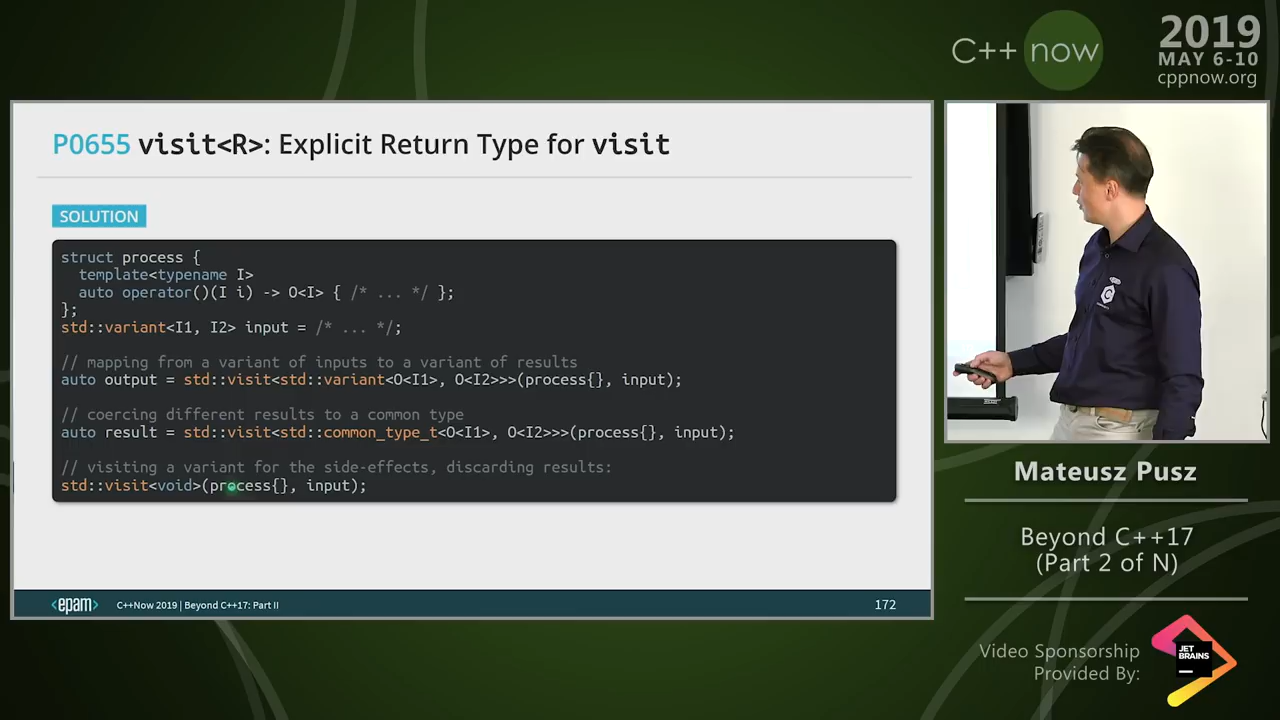 C++ now
2019
MAY 6-10
cppnow.org
P0655 visit<R>: Explicit Return Type for visit
SOLUTION
struct process {
  template<typename I>
  auto operator()(I i) -> O<I> { /* ... */ };
};
std::variant<I1, I2> input = /* ... */;
// mapping from a variant of inputs to a variant of results
auto output = std::visit<std::variant<O<I1>, O<I2>>>(process{}, input);
// coercing different results to a common type
auto result = std::visit<std::common_type_t<O<I1>, O<I2>>>(process{}, input);
// visiting a variant for the side-effects, discarding results:
std::visit<void>(process{}, input);
<epam>
C++Now 2019 | Beyond C++17: Part II
172
Mateusz Pusz
Beyond C++17
(Part 2 of N)
Video Sponsorship
Provided By:
JET
BRAINS